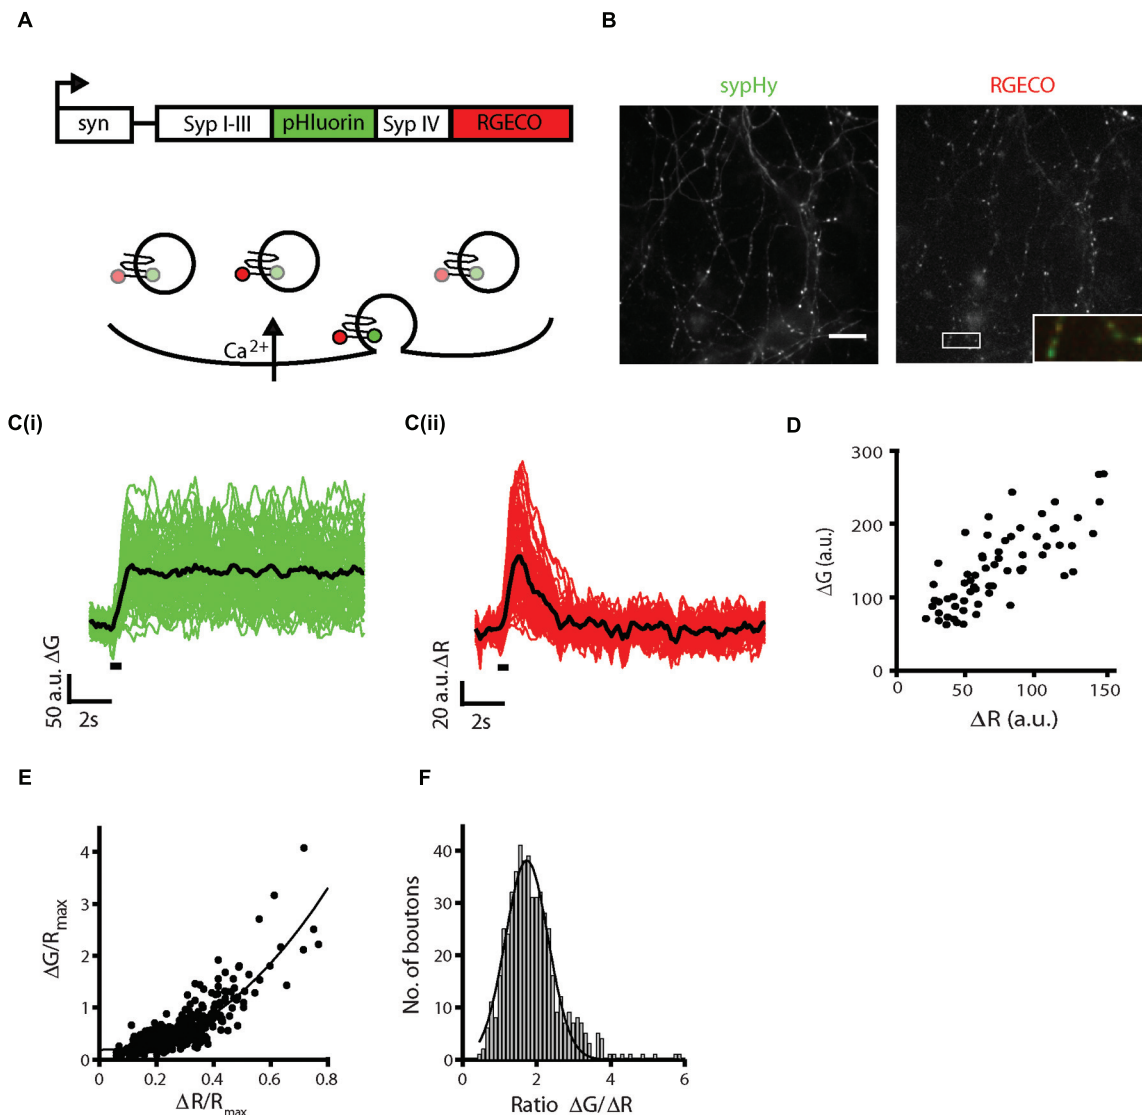 A
B
sypHy
RGECO
syn
Syp I-III
pHluorin
Syp IV
RGECO
Ca2+
C(i)
C(ii)
D
50 a.u. ΔG
2s
20 a.u. ΔR
2s
300
200
100
0
ΔG (a.u.)
0
50
100
150
ΔR (a.u.)
E
F
4
3
2
1
0
ΔG/Rmax
0
0.2
0.4
0.6
0.8
ΔR/Rmax
40
30
20
10
0
No. of boutons
0
2
4
6
Ratio ΔG/ΔR